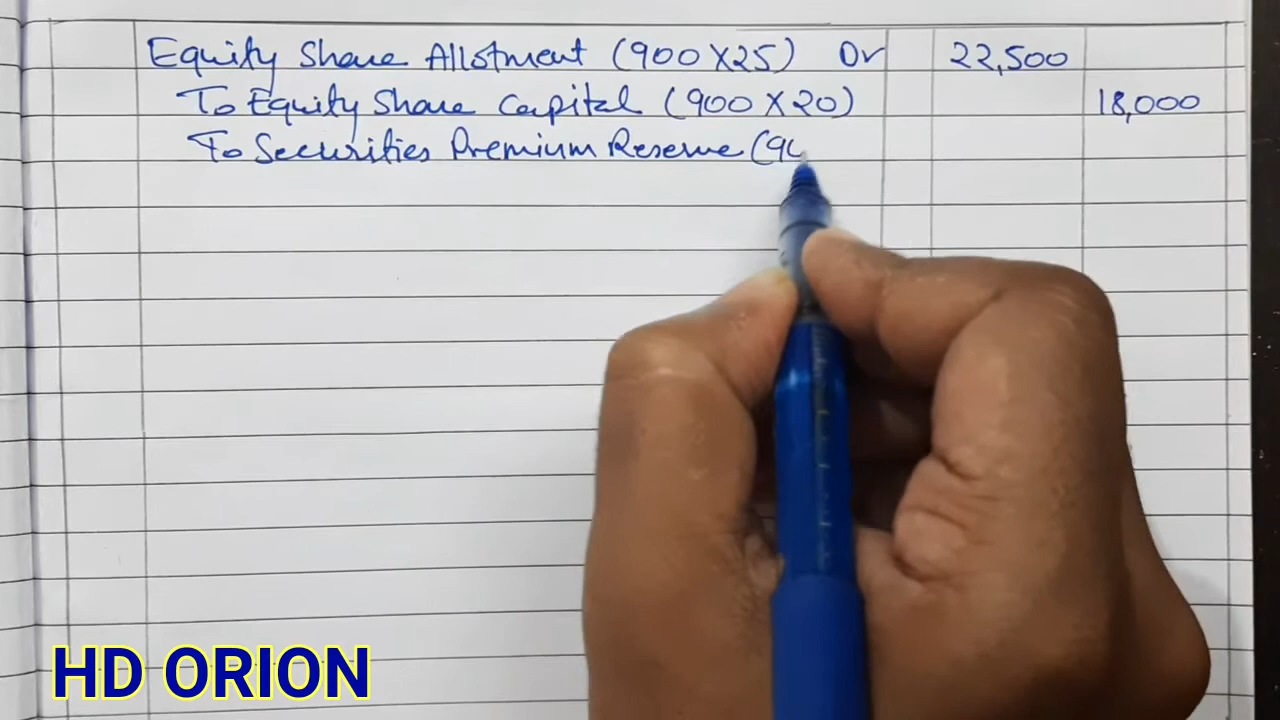 Equity Share Allotment (900 X 25) Dr 22,500
To Equity Share Capital (900 X 20) 18,000
To Securities Premium Reserve (90
HD ORION